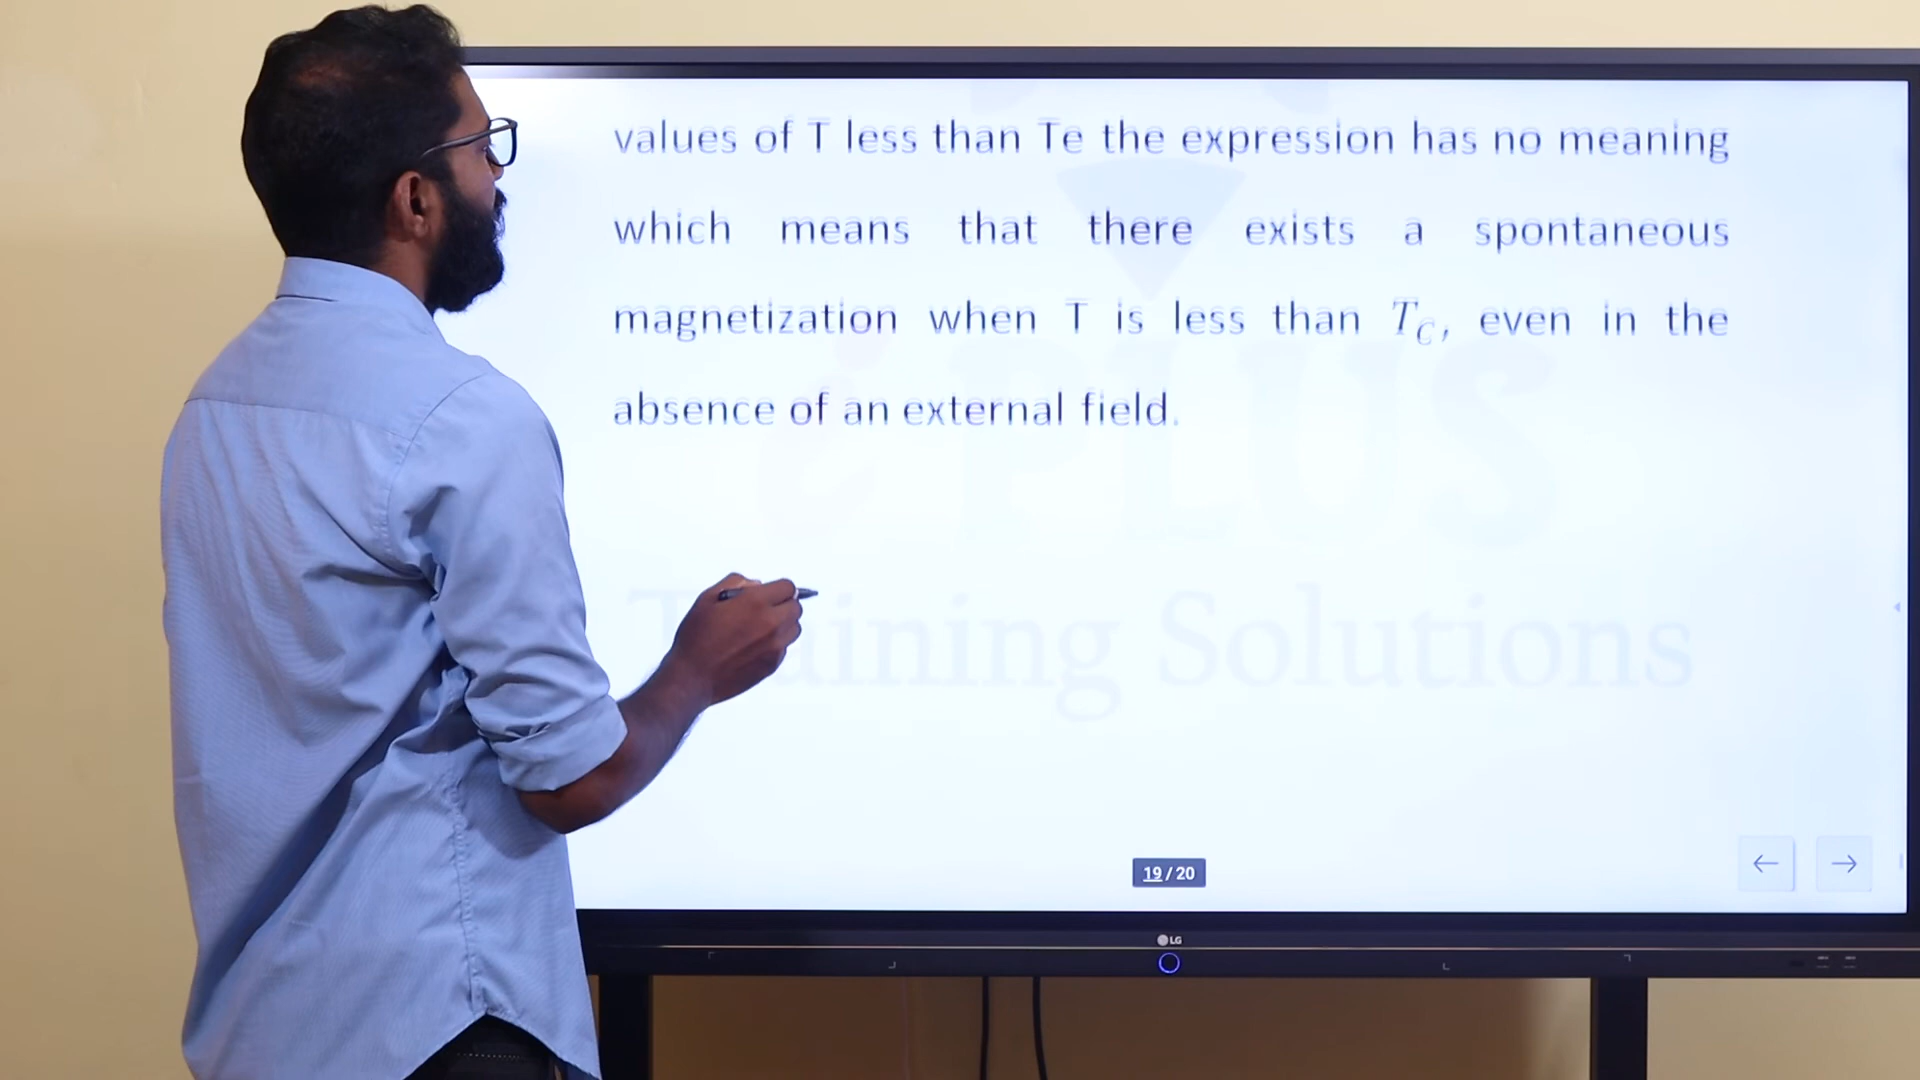 values of T less than Te the expression has no meaning
which means that there exists a spontaneous
magnetization when T is less than T_C, even in the
absence of an external field.
PLUS
Training Solutions
19 / 20
LG